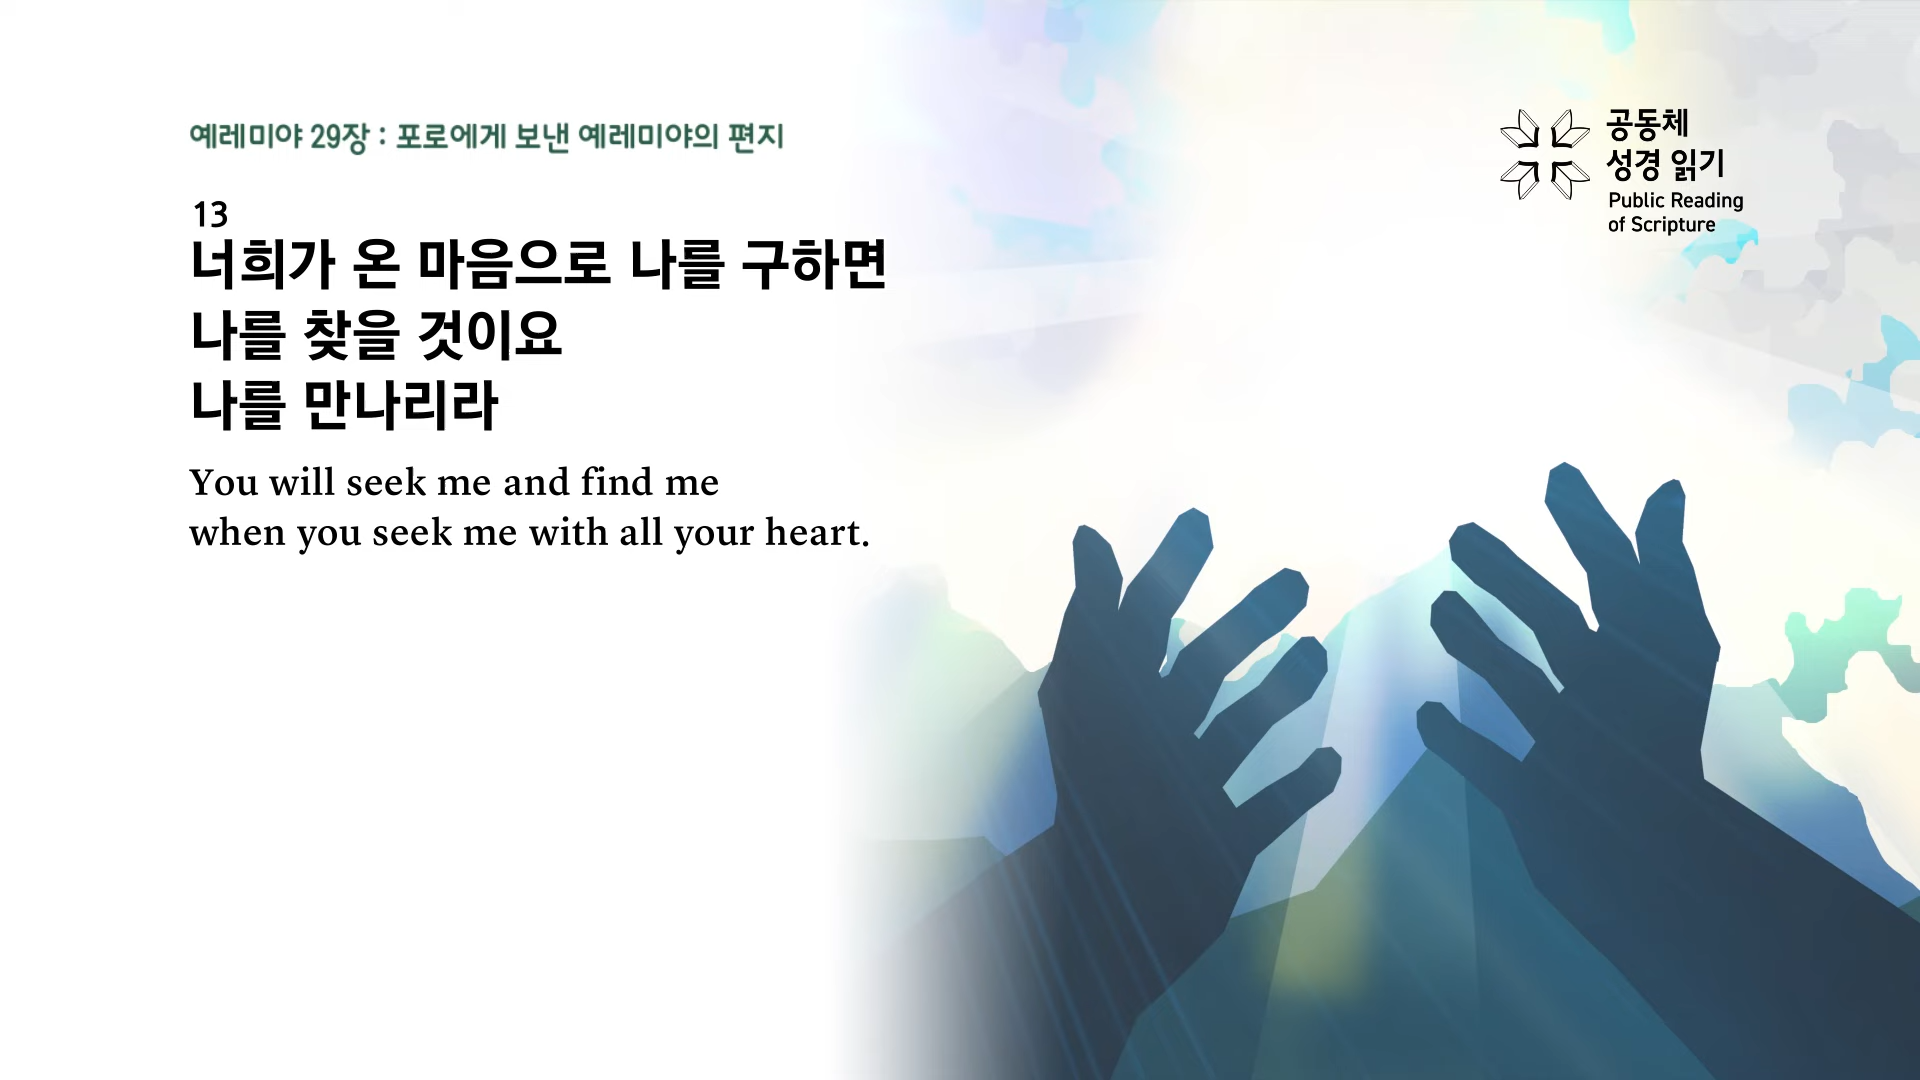 예레미야 29장 : 포로에게 보낸 예레미야의 편지
13
너희가 온 마음으로 나를 구하면
나를 찾을 것이요
나를 만나리라
You will seek me and find me
when you seek me with all your heart.
공동체
성경 읽기
Public Reading
of Scripture